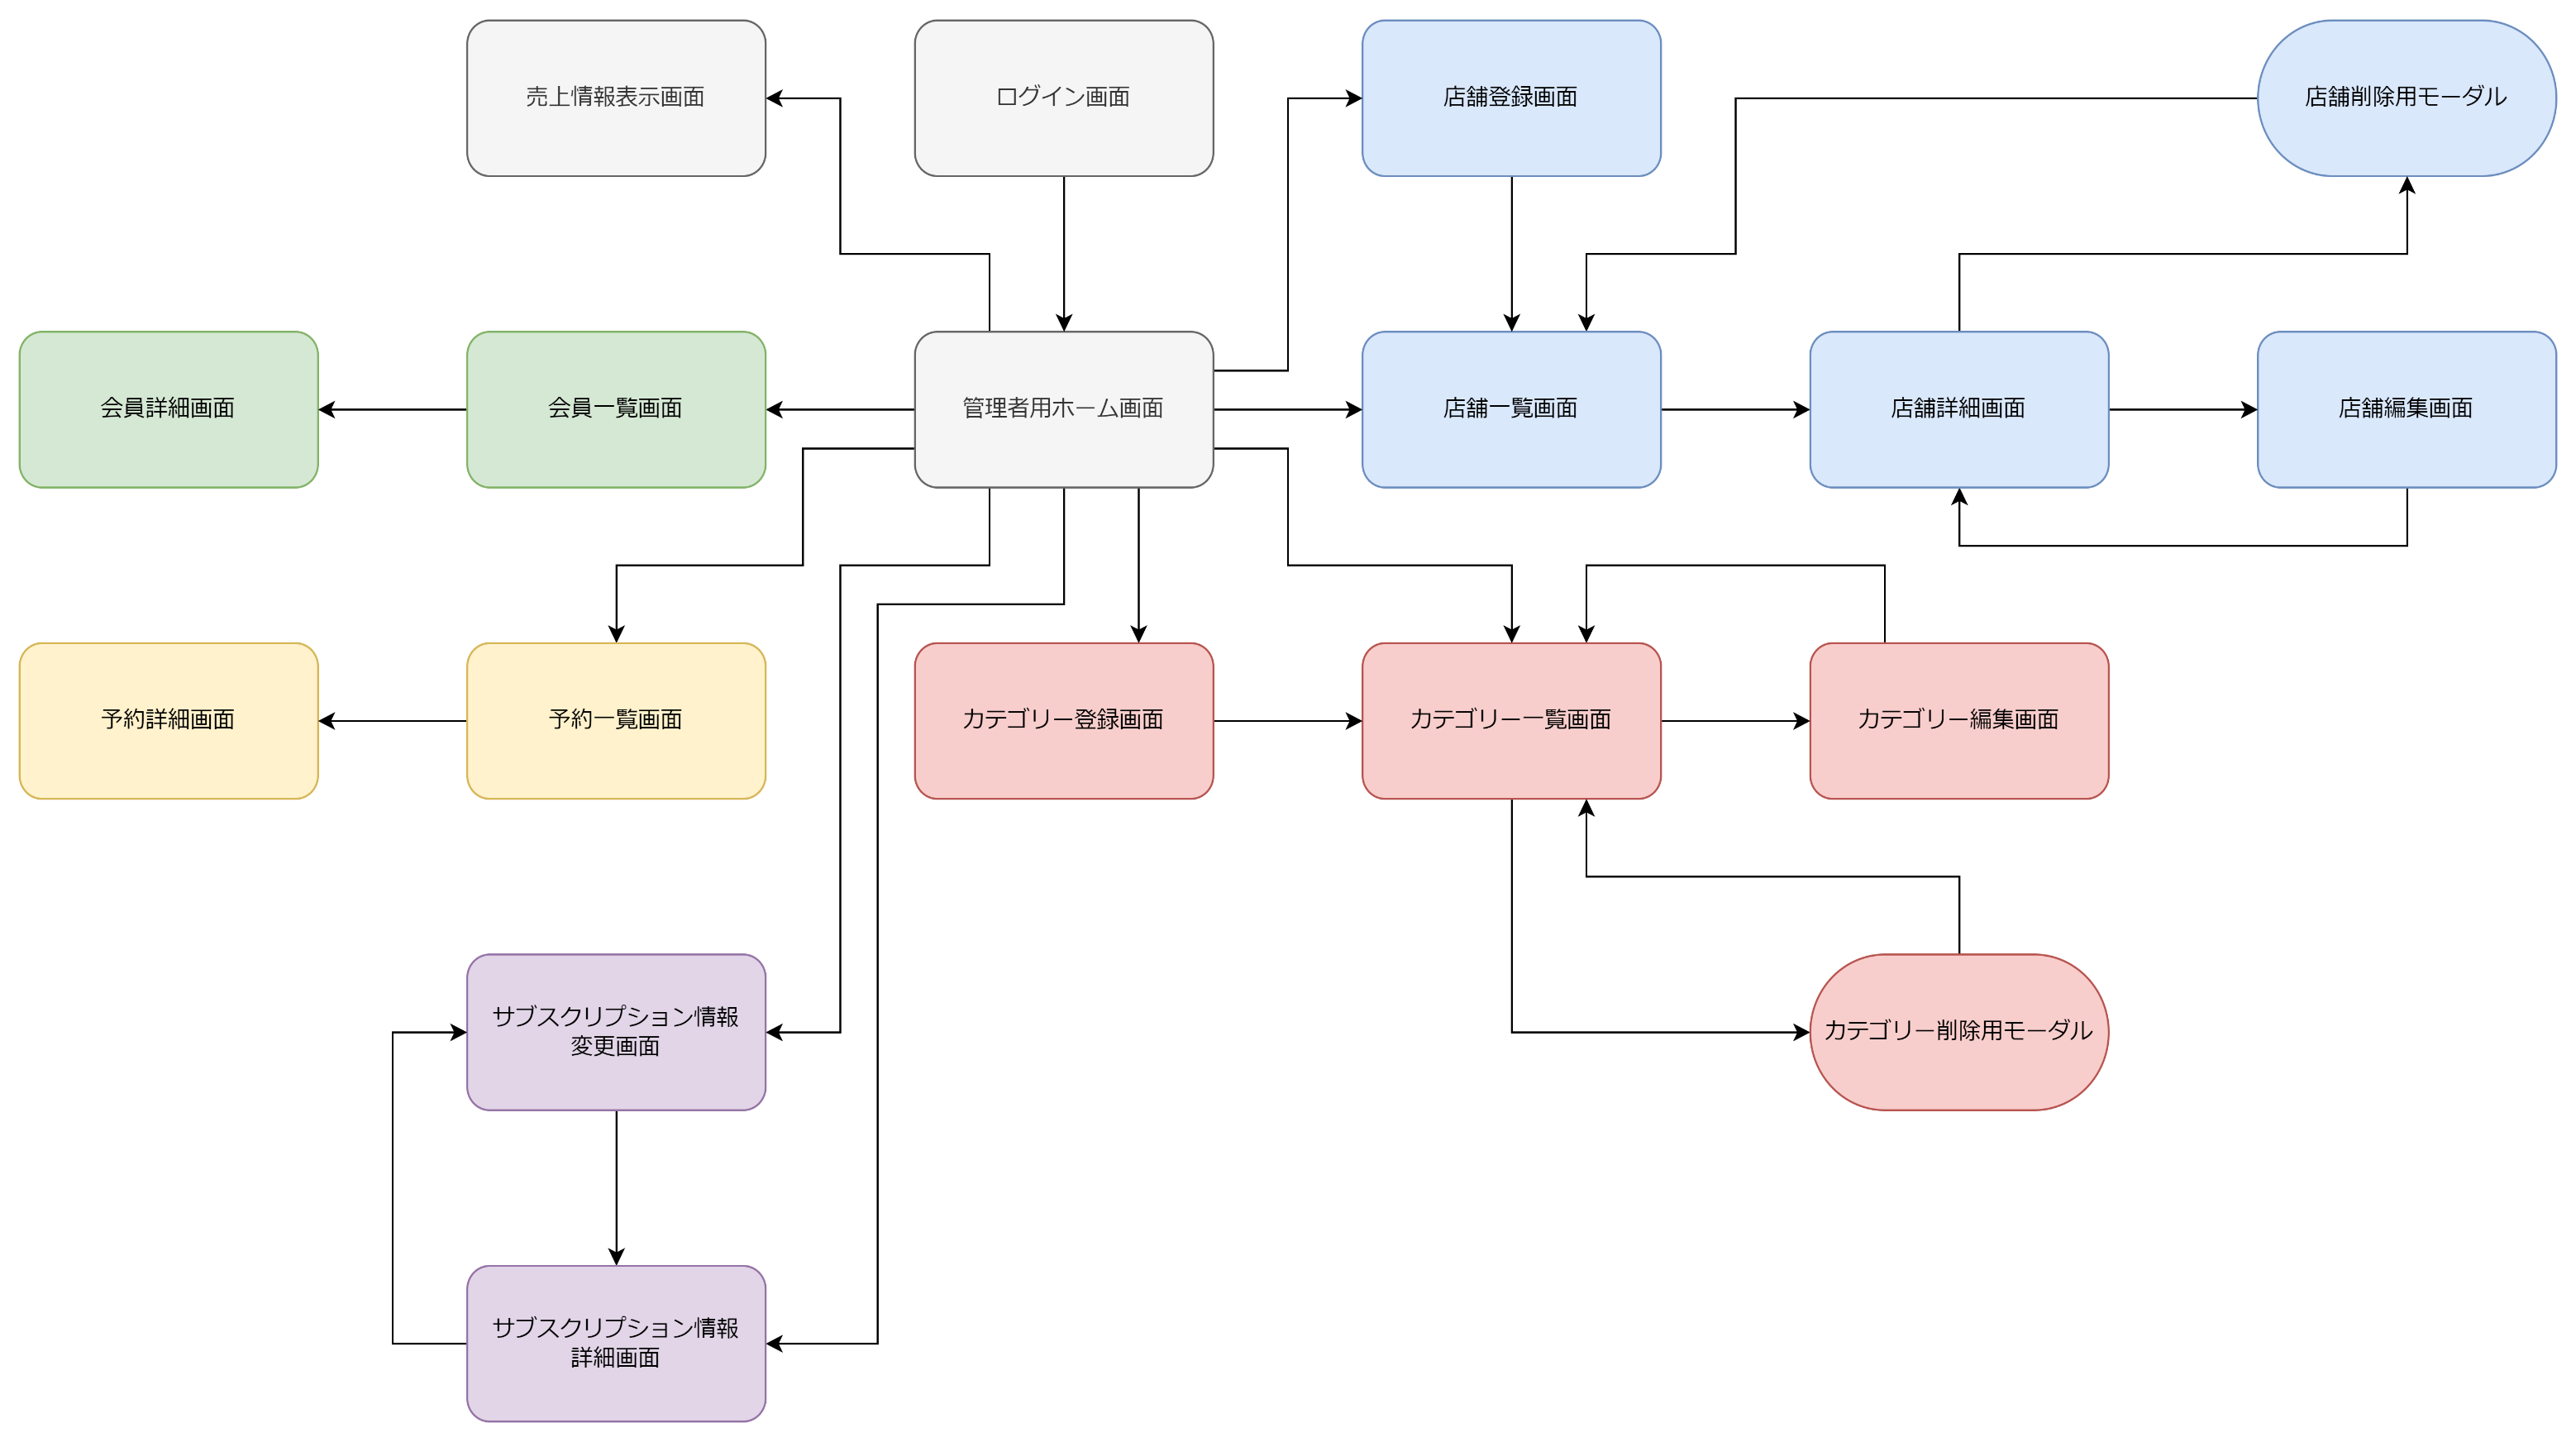 売上情報表示画面
ログイン画面
店舗登録画面
店舗削除用モーダル
会員詳細画面
会員一覧画面
管理者用ホーム画面
店舗一覧画面
店舗詳細画面
店舗編集画面
予約詳細画面
予約一覧画面
カテゴリー登録画面
カテゴリー一覧画面
カテゴリー編集画面
サブスクリプション情報
変更画面
カテゴリー削除用モーダル
サブスクリプション情報
詳細画面